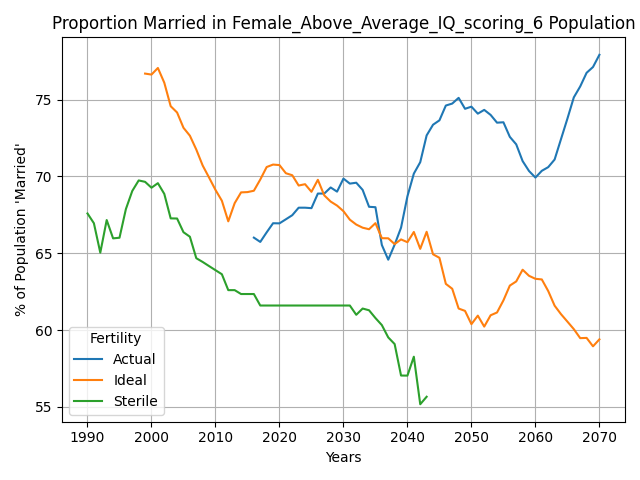 Proportion Married in Female_Above_Average_IQ_scoring_6 Population
% of Population 'Married'
75
70
65
60
55
Fertility
Actual
Ideal
Sterile
1990 2000 2010 2020 2030 2040 2050 2060 2070
Years